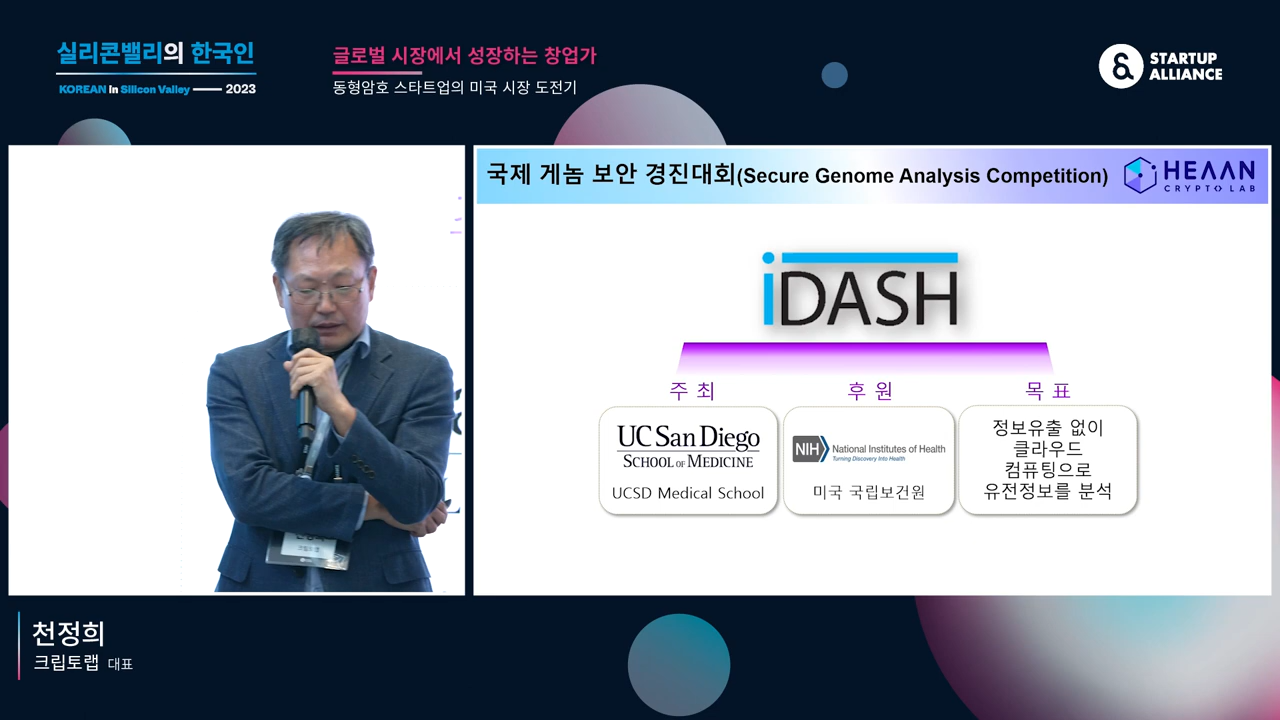 실리콘밸리의 한국인
KOREAN in Silicon Valley 2023
글로벌 시장에서 성장하는 창업가
동형암호 스타트업의 미국 시장 도전기
STARTUP
ALLIANCE
국제 게놈 보안 경진대회(Secure Genome Analysis Competition)
HEAAN
CRYPTO LAB
iDASH
주 최
후 원
목 표
UC San Diego
SCHOOL OF MEDICINE
UCSD Medical School
NIH
National Institutes of Health
Turning Discovery Into Health
미국 국립보건원
정보유출 없이
클라우드
컴퓨팅으로
유전정보를 분석
천정희
크립토랩 대표